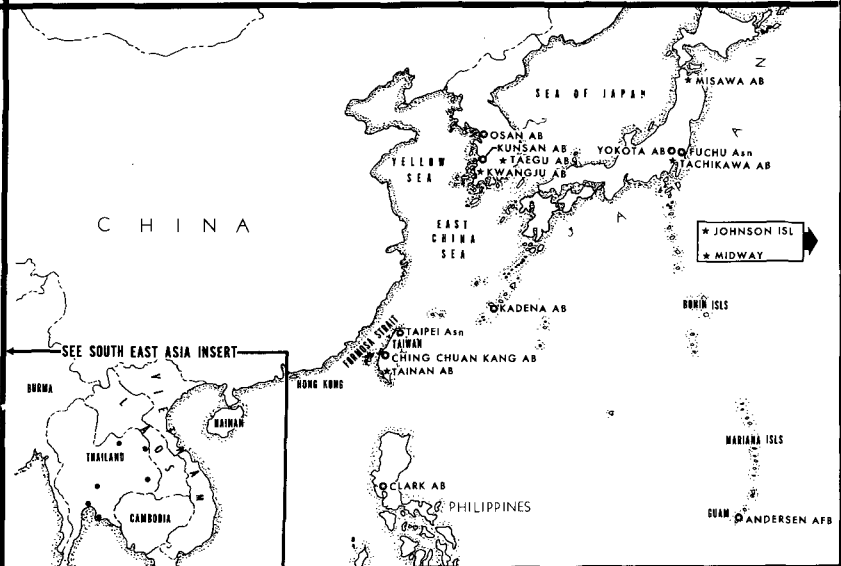 MISAWA AB
SEA OF JAPAN
OSAN AB
KUNSAN AB
TAEGU AB
KWANGJU AB
YELLOW
SEA
YOKOTA AB
FUCHU Asn
TACHIKAWA AB
J A P A N
CHINA
EAST
CHINA
SEA
JOHNSON ISL
MIDWAY
BONIN ISLS
KADENA AB
FORMOSA STRAIT
TAIPEI Asn
TAIWAN
CHING CHUAN KANG AB
TAINAN AB
SEE SOUTH EAST ASIA INSERT
HONG KONG
BURMA
HAINAN
VIETNAM
LAOS
THAILAND
CAMBODIA
MARIANA ISLS
CLARK AB
PHILIPPINES
GUAM
ANDERSEN AFB